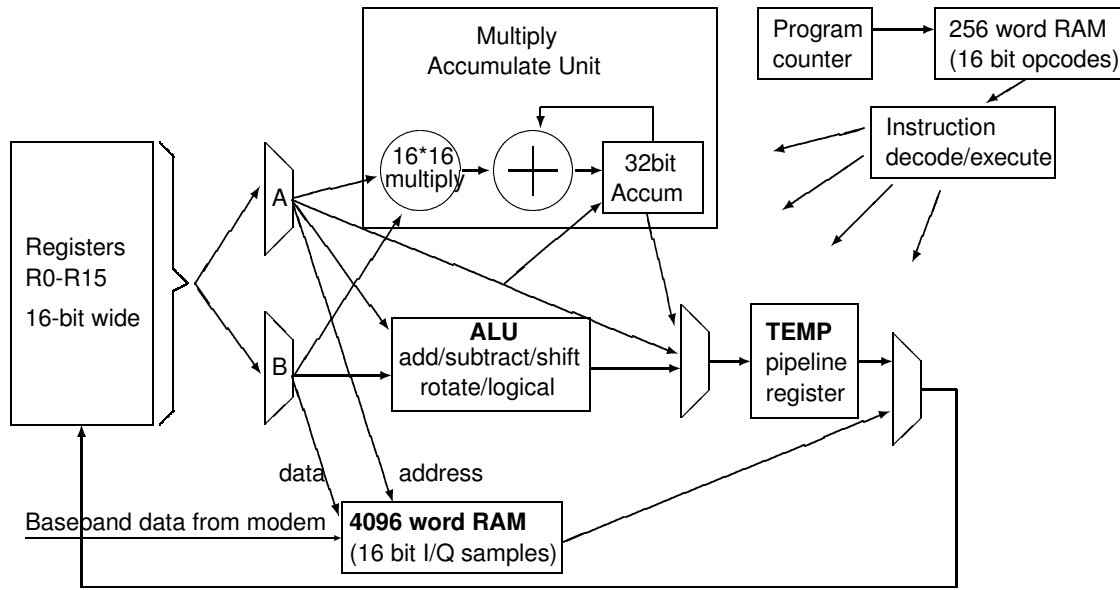 Multiply
Accumulate Unit
Program
counter
256 word RAM
(16 bit opcodes)
Instruction
decode/execute
16*16
multiply
32bit
Accum
A
Registers
R0-R15
16-bit wide
B
ALU
add/subtract/shift
rotate/logical
TEMP
pipeline
register
data
address
Baseband data from modem
4096 word RAM
(16 bit I/Q samples)